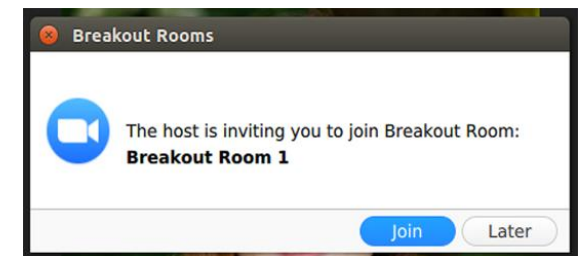 Breakout Rooms
The host is inviting you to join Breakout Room:
Breakout Room 1
Join Later